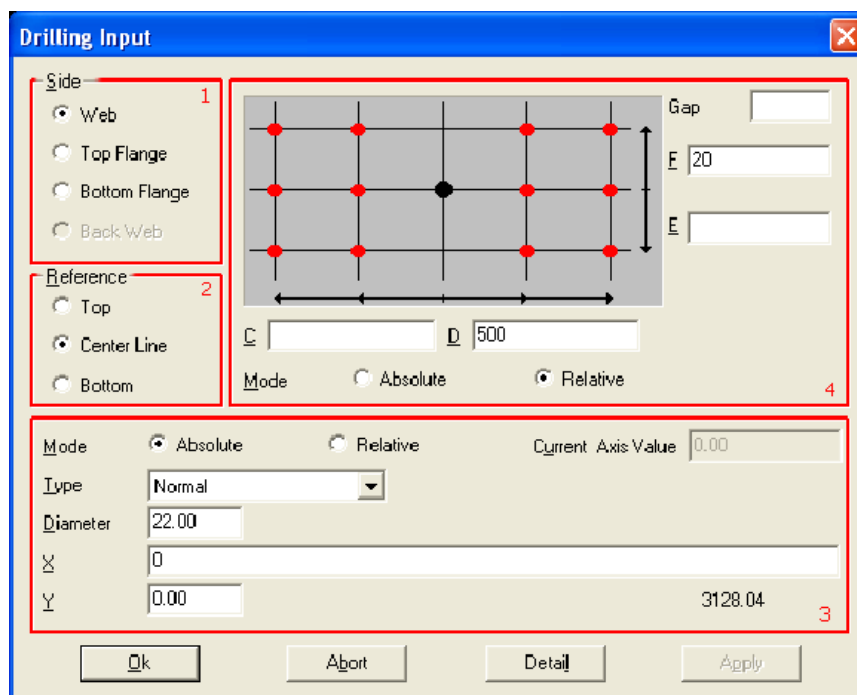 Drilling Input
Side
1
Web
Top Flange
Bottom Flange
Back Web
Reference
2
Top
Center Line
Bottom
Gap
F 20
E
C D 500
Mode Absolute Relative
4
Mode Absolute Relative Current Axis Value 0.00
Type Normal
Diameter 22.00
X 0
Y 0.00 3128.04
3
Ok Abort Detail Apply